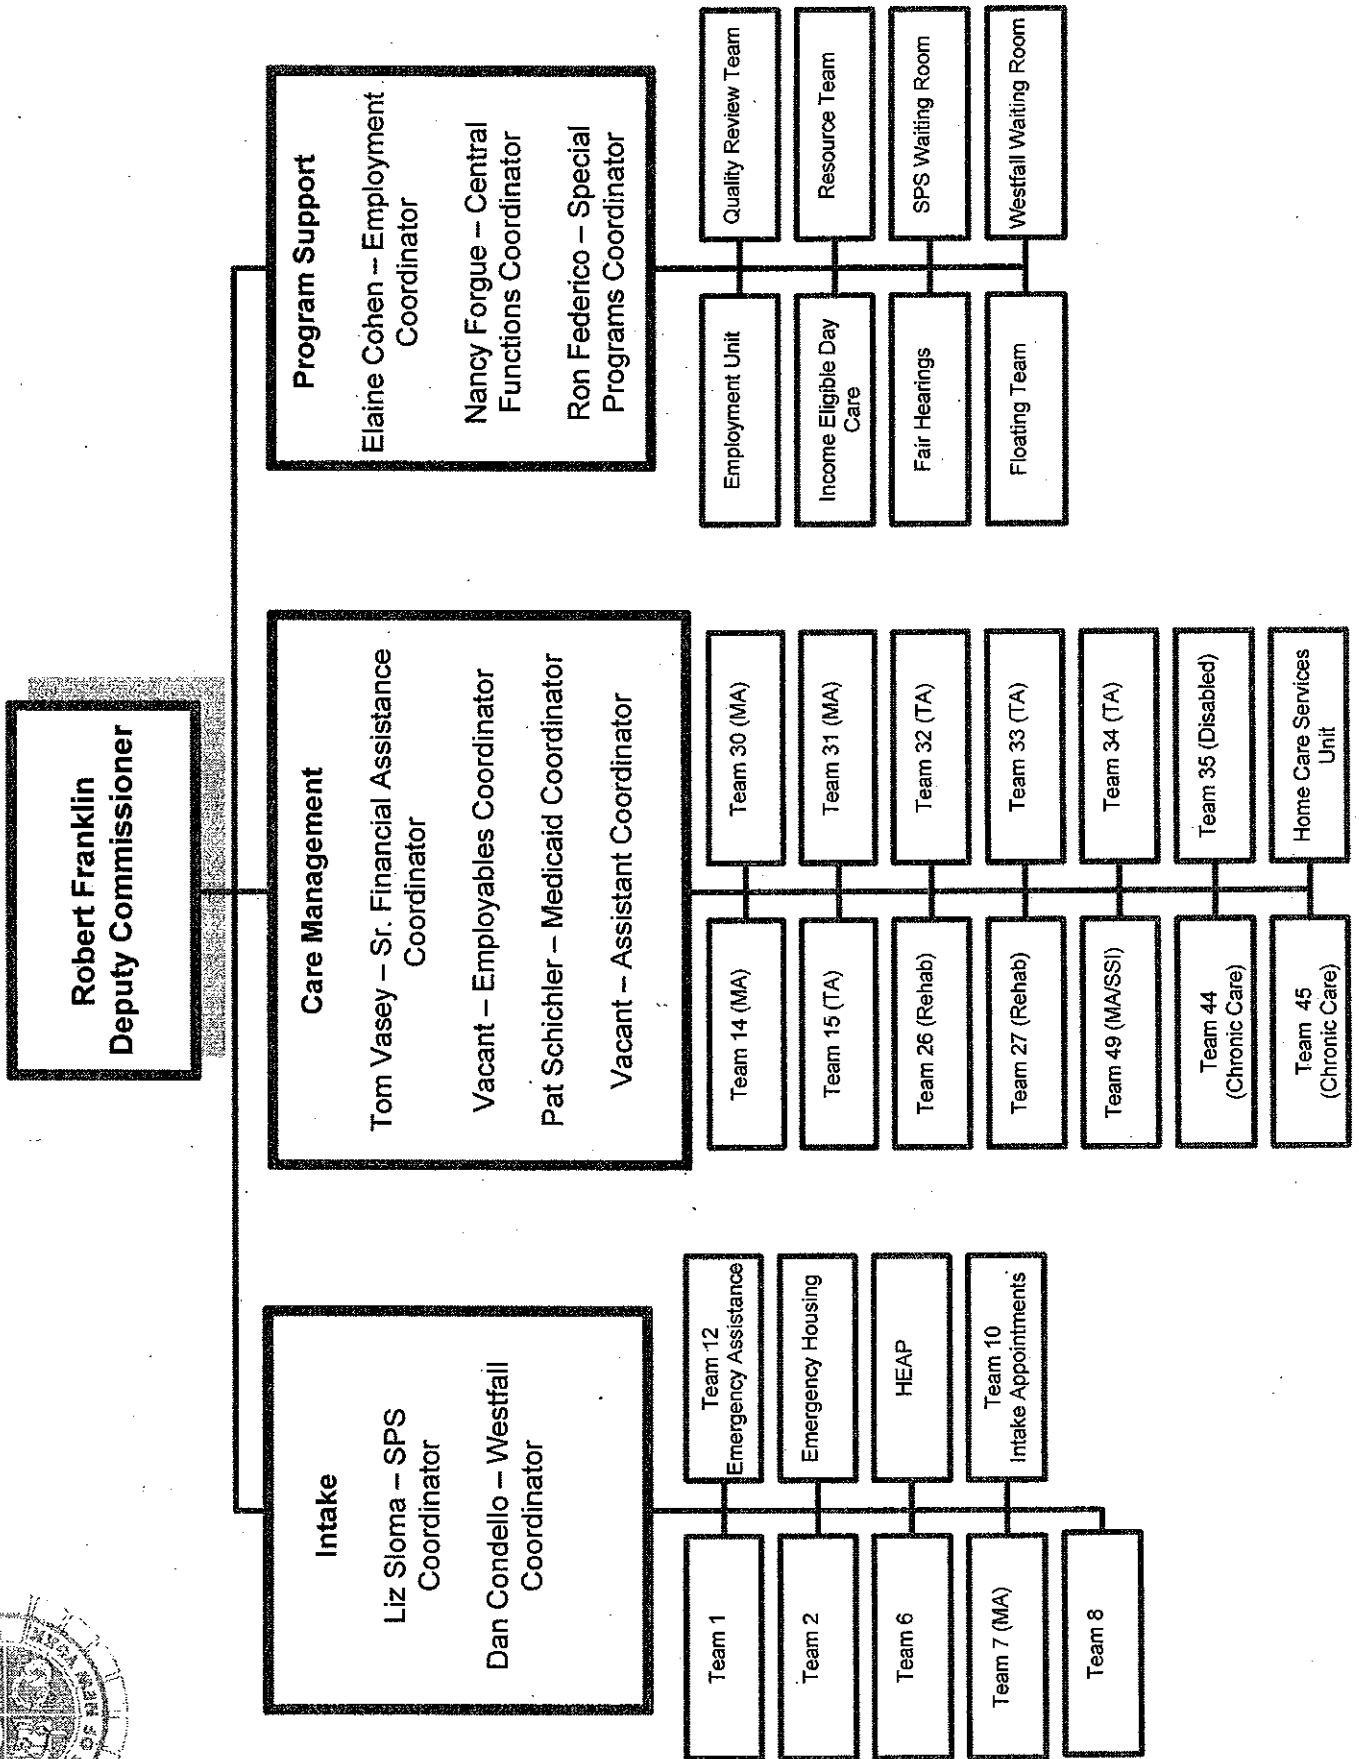 Robert Franklin
Deputy Commissioner
Intake
Liz Sloma – SPS
Coordinator
Dan Condello – Westfall
Coordinator
Team 1
Team 12
Emergency Assistance
Team 2
Emergency Housing
Team 6
HEAP
Team 7 (MA)
Team 10
Intake Appointments
Team 8
Care Management
Tom Vasey – Sr. Financial Assistance
Coordinator
Vacant – Employables Coordinator
Pat Schichler – Medicaid Coordinator
Vacant – Assistant Coordinator
Team 14 (MA)
Team 30 (MA)
Team 15 (TA)
Team 31 (MA)
Team 26 (Rehab)
Team 32 (TA)
Team 27 (Rehab)
Team 33 (TA)
Team 49 (MA/SSI)
Team 34 (TA)
Team 44
(Chronic Care)
Team 35 (Disabled)
Team 45
(Chronic Care)
Home Care Services
Unit
Program Support
Elaine Cohen – Employment
Coordinator
Nancy Forgue – Central
Functions Coordinator
Ron Federico – Special
Programs Coordinator
Employment Unit
Quality Review Team
Income Eligible Day
Care
Resource Team
Fair Hearings
SPS Waiting Room
Floating Team
Westfall Waiting Room